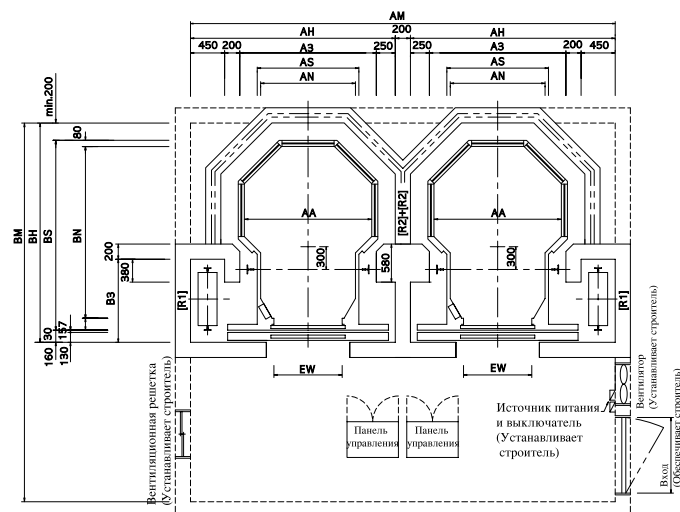 AM
AH
200
AH
450
200
A3
250
250
A3
200
450
AS
AS
AN
AN
min.200
80
BM
BH
BS
BN
200
380
B3
30
157
160
130
AA
AA
[R2]+[R2]
300
580
300
[R1]
[R1]
EW
EW
Вентиляционная решетка
(Устанавливает строитель)
Панель
управления
Панель
управления
Источник питания
и выключатель
(Устанавливает
строитель)
Вентилятор
(Устанавливает строитель)
Вход
(Обеспечивает строитель)